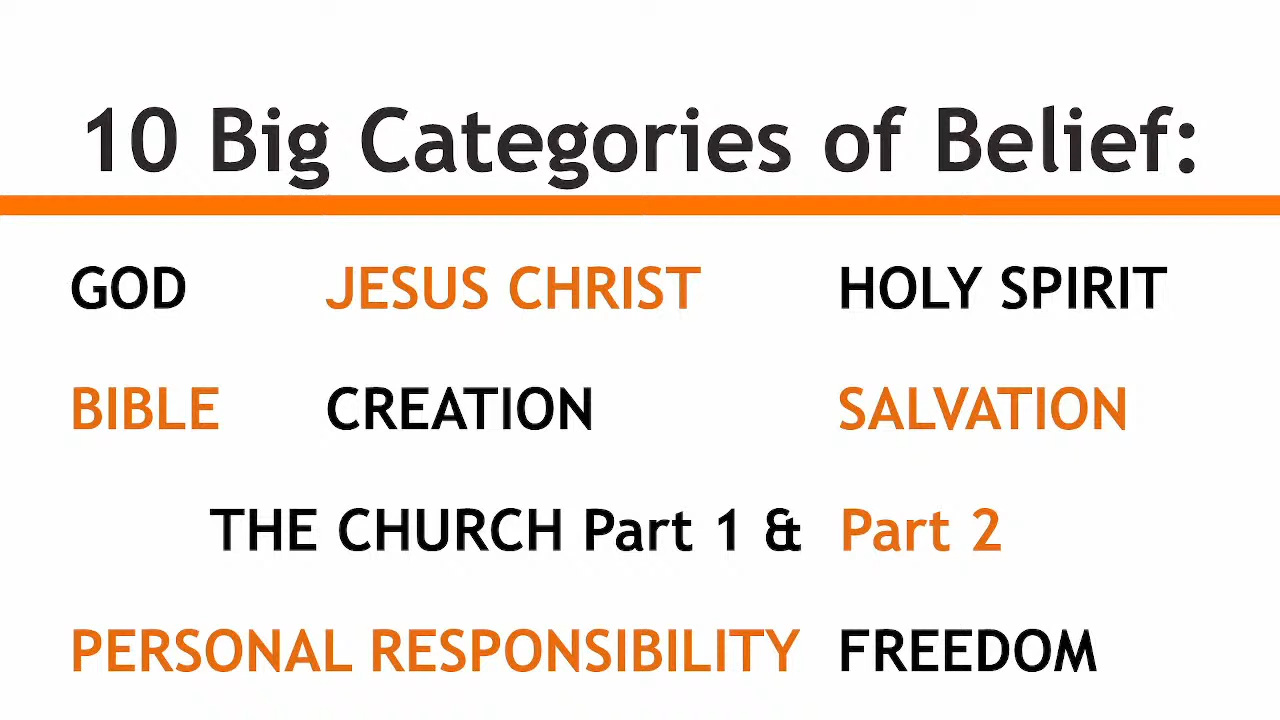 10 Big Categories of Belief:
GOD JESUS CHRIST HOLY SPIRIT
BIBLE CREATION SALVATION
THE CHURCH Part 1 & Part 2
PERSONAL RESPONSIBILITY FREEDOM